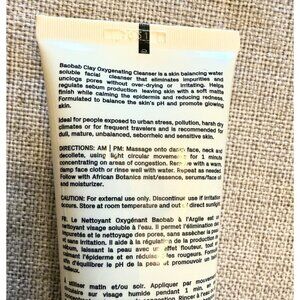 Baobab Clay Oxygenating Cleanser is a skin balancing water
soluble facial cleanser that eliminates impurities and
unclogs pores without over-drying or irritating. Helps
regulate sebum production leaving skin with a soft matte
finish while calming the epidermis and reducing redness.
Formulated to balance the skin's pH and promote glowing
skin.
Ideal for people exposed to urban stress, pollution, harsh dry
climates or for frequent travelers and is recommended for
dull, mature, unbalanced, seborrheic and sensitive skin.
DIRECTIONS: AM | PM: Massage onto damp face, neck and
decollete, using light circular movement for 1 minute
concentrating on areas of congestion. Remove with a warm
damp face cloth or rinse well with water. Repeat as needed
Follow with African Botanics mist/essence, serums/face oil
and moisturizer.
CAUTION: For external use only. Discontinue use if irritation
occurs. Store at room temperature and out of direct sunlight.
FR: Le Nettoyant Oxygénant Baobab à l'Argile est un
nettoyant visage soluble à l'eau. Il permet l'élimination des
impuretés et le nettoyage des pores, sans assécher la peau
et sans irritation. Il aide à la régulation de la production
sébum, laissant la peau avec un effet flouteur, tout en
calmant l'épiderme et en réduisant les rougeurs. Formulé
afin d'équilibrer le pH de la peau et promouvoir un
utiliser matin et/ou soir. Appliquer par mouvements
sur visage humide pendant 1 min, en
Rincer à l'eau